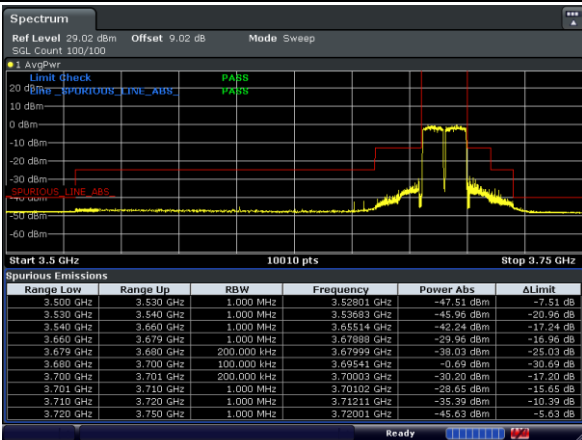 Spectrum
Ref Level 29.02 dBm Offset 9.02 dB Mode Sweep
SGL Count 100/100
1 AvgPwr
Limit Check PASS
20 dBm
Line _SPURIOUS_LINE_ABS_ PASS
10 dBm
0 dBm
-10 dBm
-20 dBm
_SPURIOUS_LINE_ABS_
-40 dBm
-50 dBm
-60 dBm
Start 3.5 GHz 10010 pts Stop 3.75 GHz
Spurious Emissions
Range Low Range Up RBW Frequency Power Abs ΔLimit
3.500 GHz 3.530 GHz 1.000 MHz 3.52801 GHz -47.51 dBm -7.51 dB
3.530 GHz 3.540 GHz 1.000 MHz 3.53683 GHz -45.96 dBm -20.96 dB
3.540 GHz 3.660 GHz 1.000 MHz 3.65514 GHz -42.24 dBm -17.24 dB
3.660 GHz 3.679 GHz 1.000 MHz 3.67888 GHz -29.96 dBm -16.96 dB
3.679 GHz 3.680 GHz 200.000 kHz 3.67999 GHz -38.03 dBm -25.03 dB
3.680 GHz 3.700 GHz 100.000 kHz 3.69541 GHz -0.69 dBm -30.69 dB
3.700 GHz 3.701 GHz 200.000 kHz 3.70003 GHz -30.20 dBm -17.20 dB
3.701 GHz 3.710 GHz 1.000 MHz 3.70102 GHz -28.65 dBm -15.65 dB
3.710 GHz 3.720 GHz 1.000 MHz 3.71211 GHz -35.39 dBm -10.39 dB
3.720 GHz 3.750 GHz 1.000 MHz 3.72001 GHz -45.63 dBm -5.63 dB
Ready